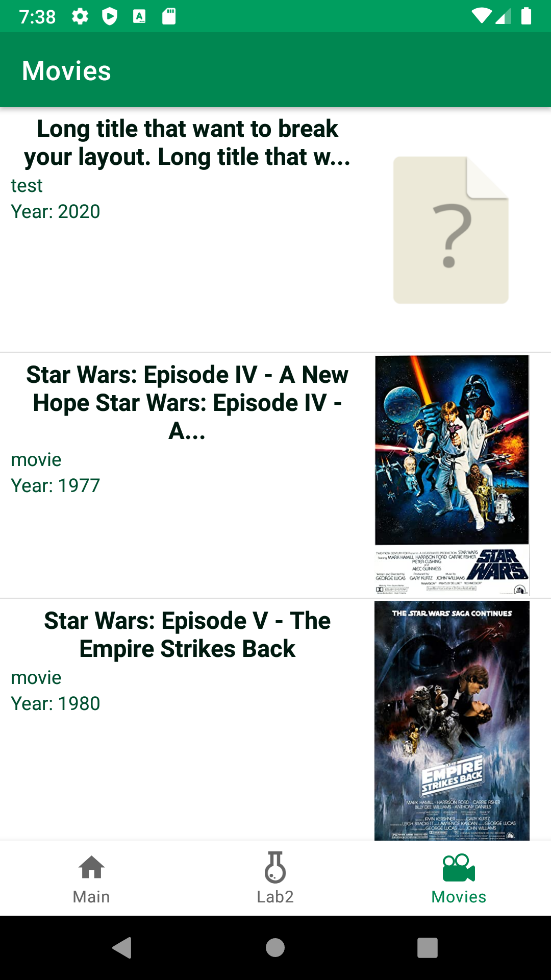 7:38
Movies
Long title that want to break
your layout. Long title that w...
test
Year: 2020
?
Star Wars: Episode IV - A New
Hope Star Wars: Episode IV -
A...
movie
Year: 1977
STAR
WARS
Star Wars: Episode V - The
Empire Strikes Back
movie
Year: 1980
THE STAR WARS SAGA CONTINUES
THE
EMPIRE
STRIKES BACK
Main
Lab2
Movies